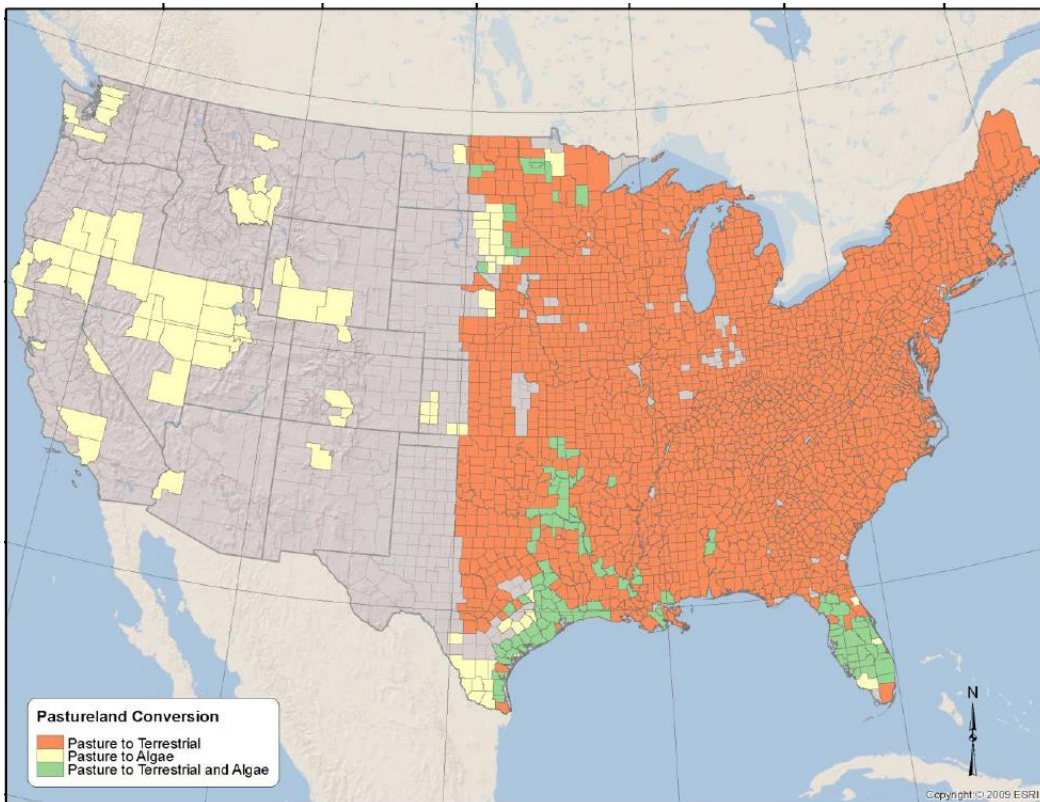 N
Pastureland Conversion
Pasture to Terrestrial
Pasture to Algae
Pasture to Terrestrial and Algae
Copyright:© 2009 ESRI